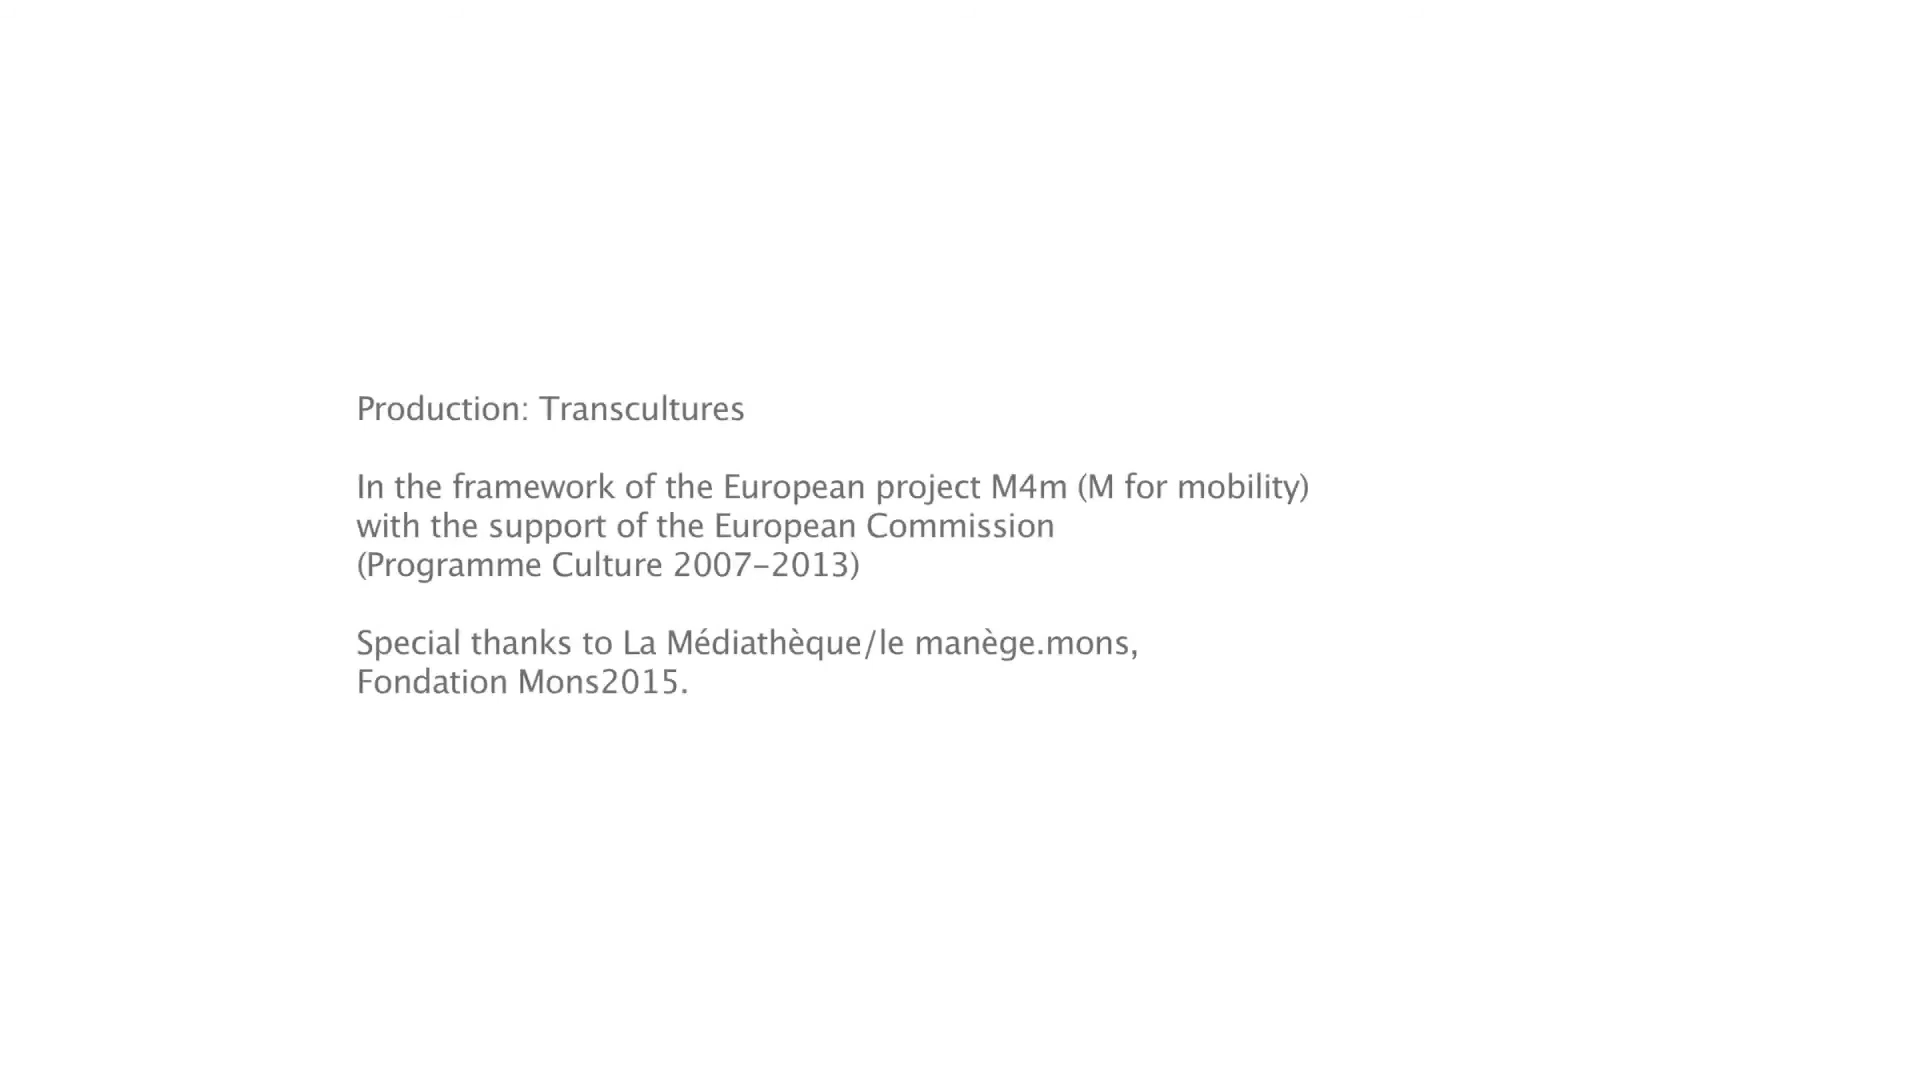 Production: Transcultures
In the framework of the European project M4m (M for mobility)
with the support of the European Commission
(Programme Culture 2007–2013)
Special thanks to La Médiathèque/le manège.mons,
Fondation Mons2015.